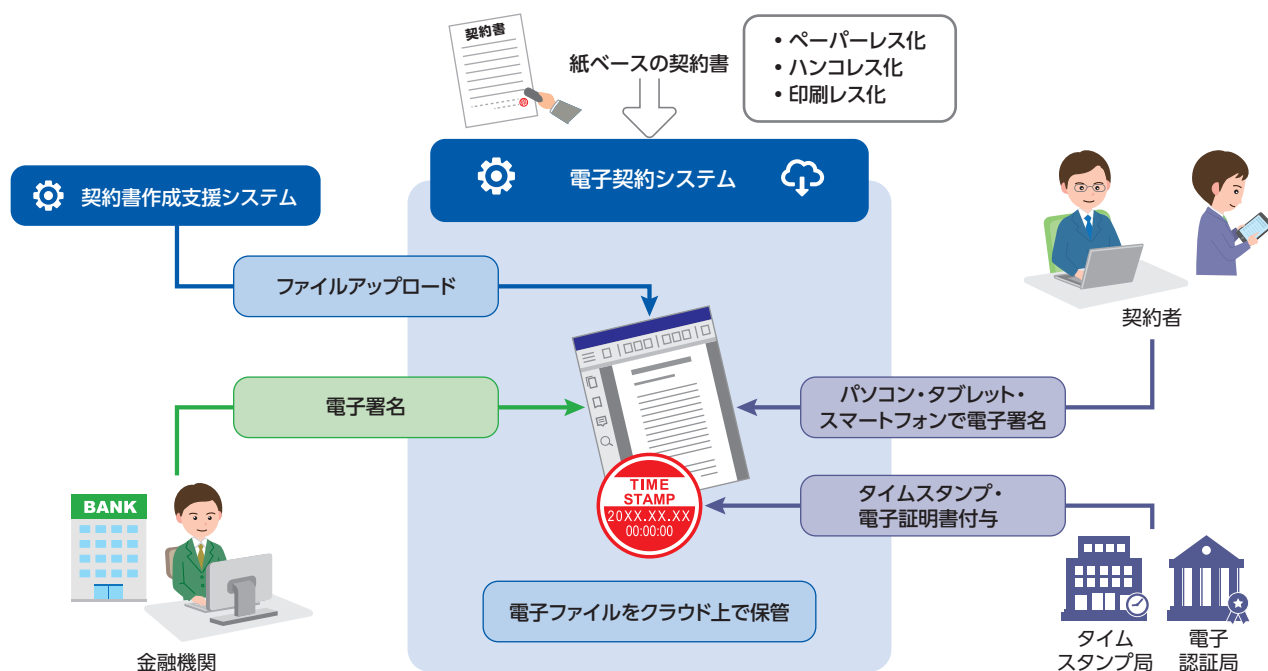 契約書
紙ベースの契約書
・ペーパーレス化
・ハンコレス化
・印刷レス化
電子契約システム
契約書作成支援システム
ファイルアップロード
契約者
電子署名
パソコン・タブレット・
スマートフォンで電子署名
TIME
STAMP
20XX.XX.XX
00:00:00
タイムスタンプ・
電子証明書付与
BANK
電子ファイルをクラウド上で保管
金融機関
タイム
スタンプ局
電子
認証局